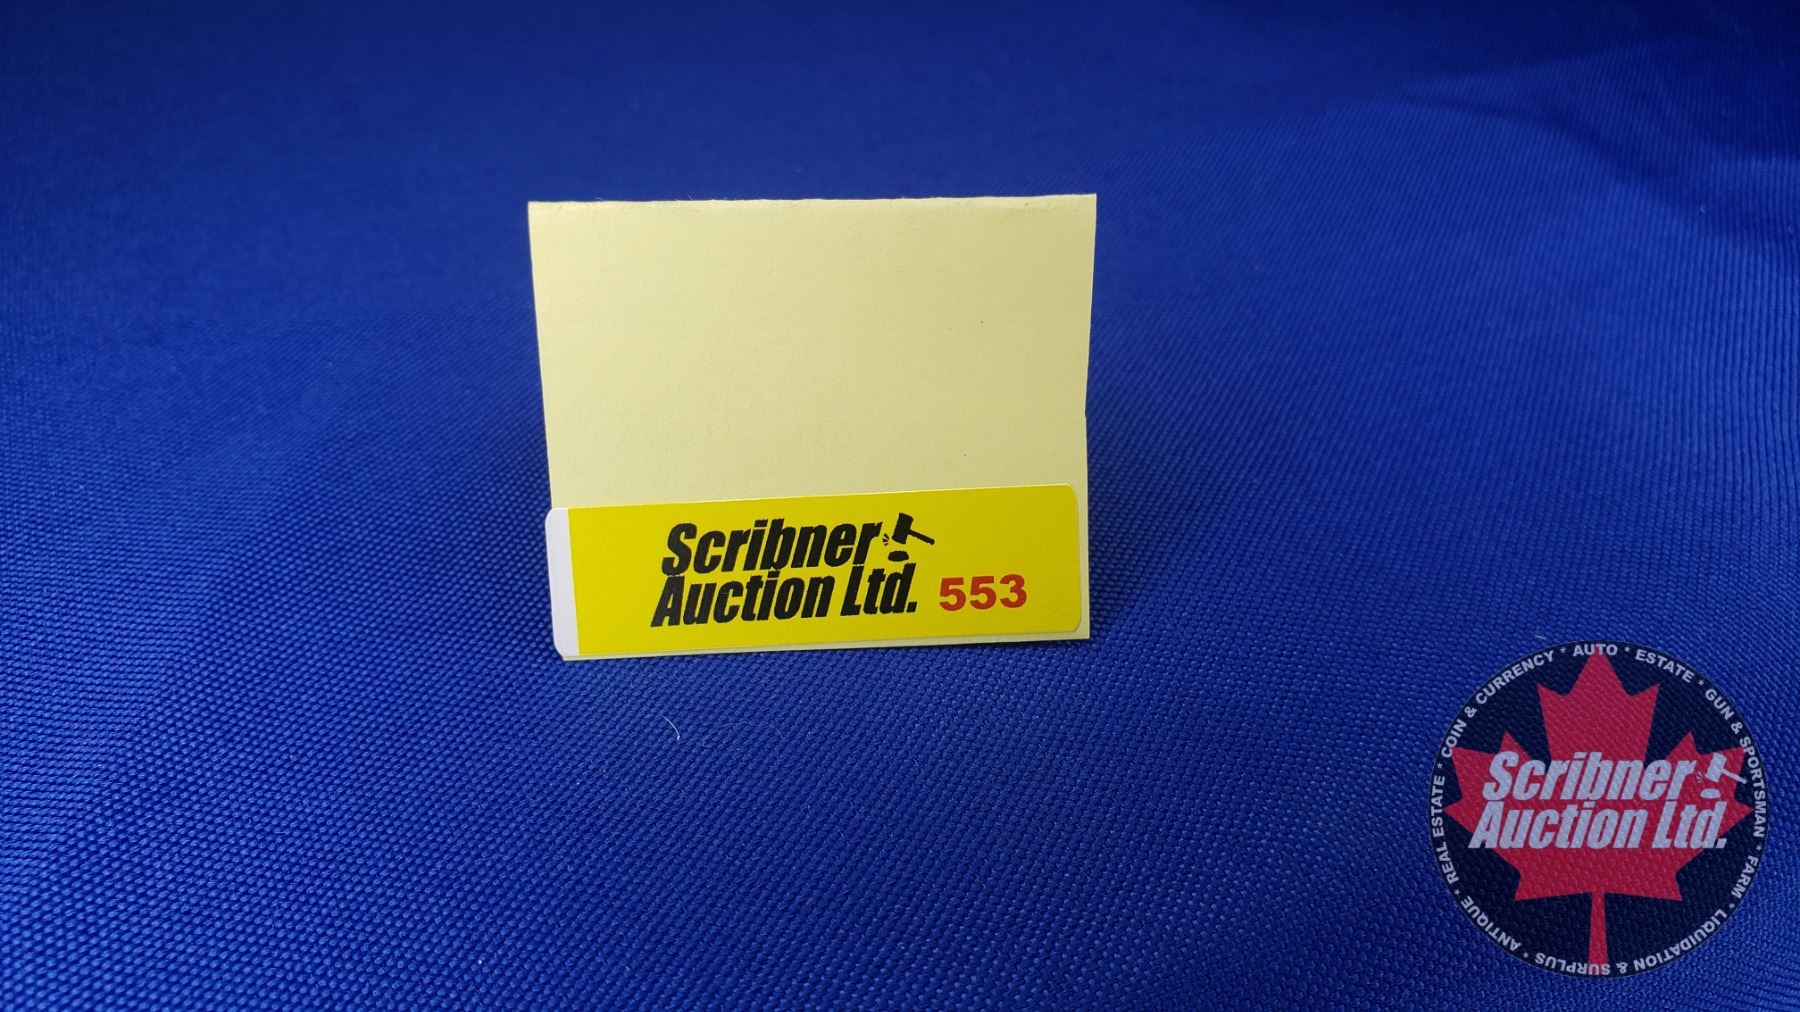 Scribner
Auction Ltd. 553
Scribner
Auction Ltd.
ANTIQUE * REAL ESTATE * COIN & CURRENCY * AUTO * ESTATE * GUN & SPORTSMAN * FARM * LIQUIDATION & SURPLUS *